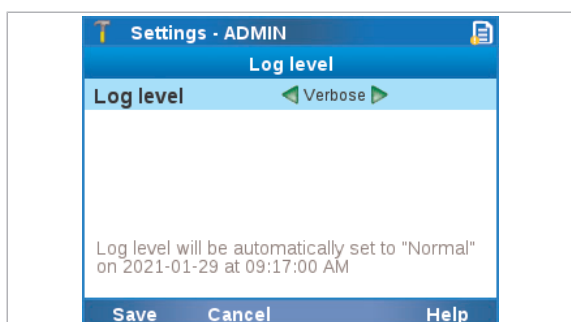 Settings - ADMIN
Log level
Log level Verbose
Log level will be automatically set to "Normal"
on 2021-01-29 at 09:17:00 AM
Save Cancel Help